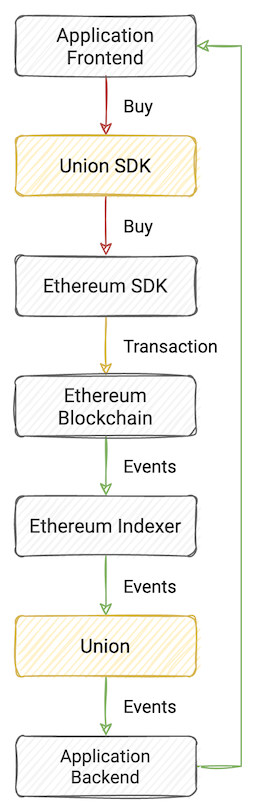 Application
Frontend
Buy
Union SDK
Buy
Ethereum SDK
Transaction
Ethereum
Blockchain
Events
Ethereum Indexer
Events
Union
Events
Application
Backend